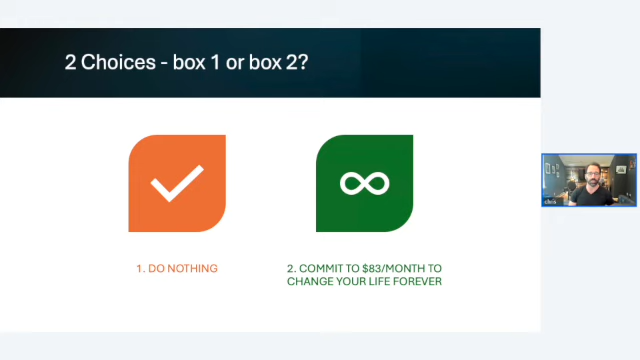 2 Choices - box 1 or box 2?
1. DO NOTHING
2. COMMIT TO $83/MONTH TO
CHANGE YOUR LIFE FOREVER